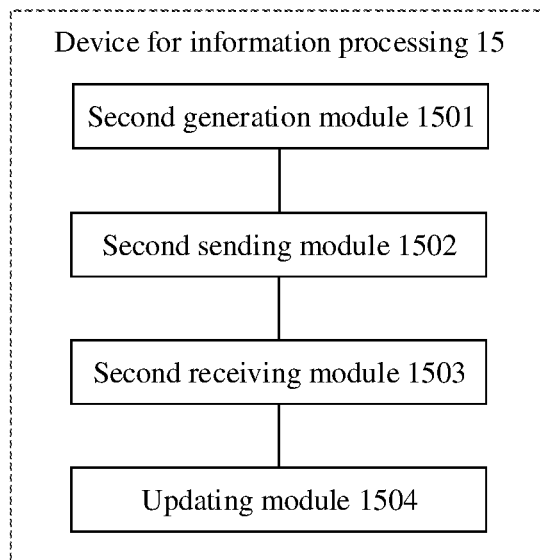 Device for information processing 15
Second generation module 1501
Second sending module 1502
Second receiving module 1503
Updating module 1504